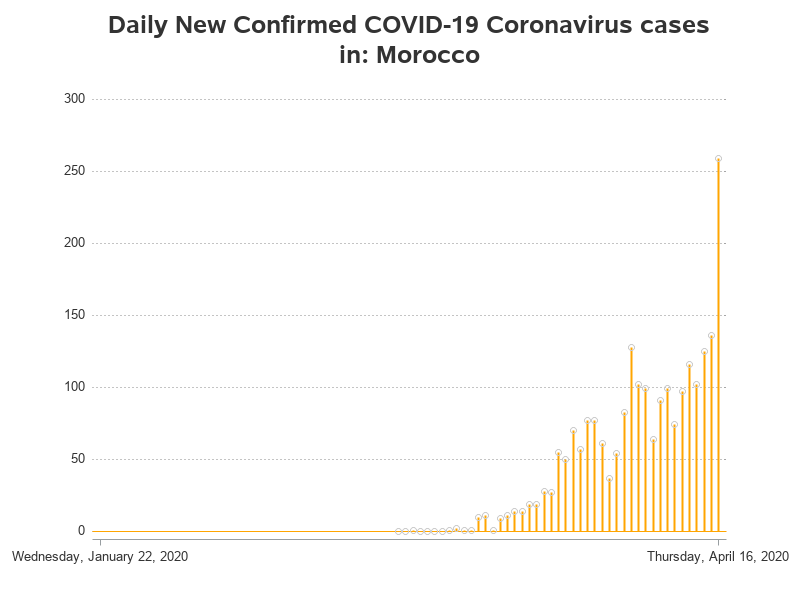 Daily New Confirmed COVID-19 Coronavirus cases
in: Morocco
300
250
200
150
100
50
0
Wednesday, January 22, 2020
Thursday, April 16, 2020